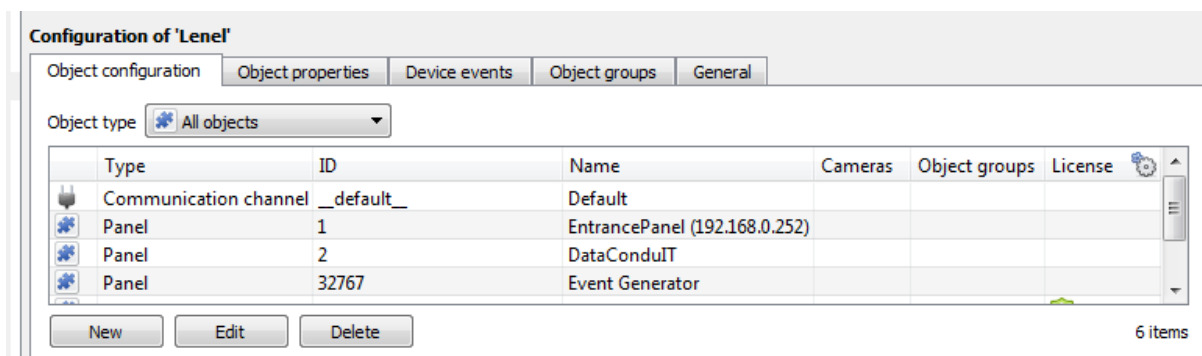 Configuration of 'Lenel'
Object configuration Object properties Device events Object groups General
Object type All objects
Type ID Name Cameras Object groups License
Communication channel __default__ Default
Panel 1 EntrancePanel (192.168.0.252)
Panel 2 DataConduIT
Panel 32767 Event Generator
New Edit Delete 6 items